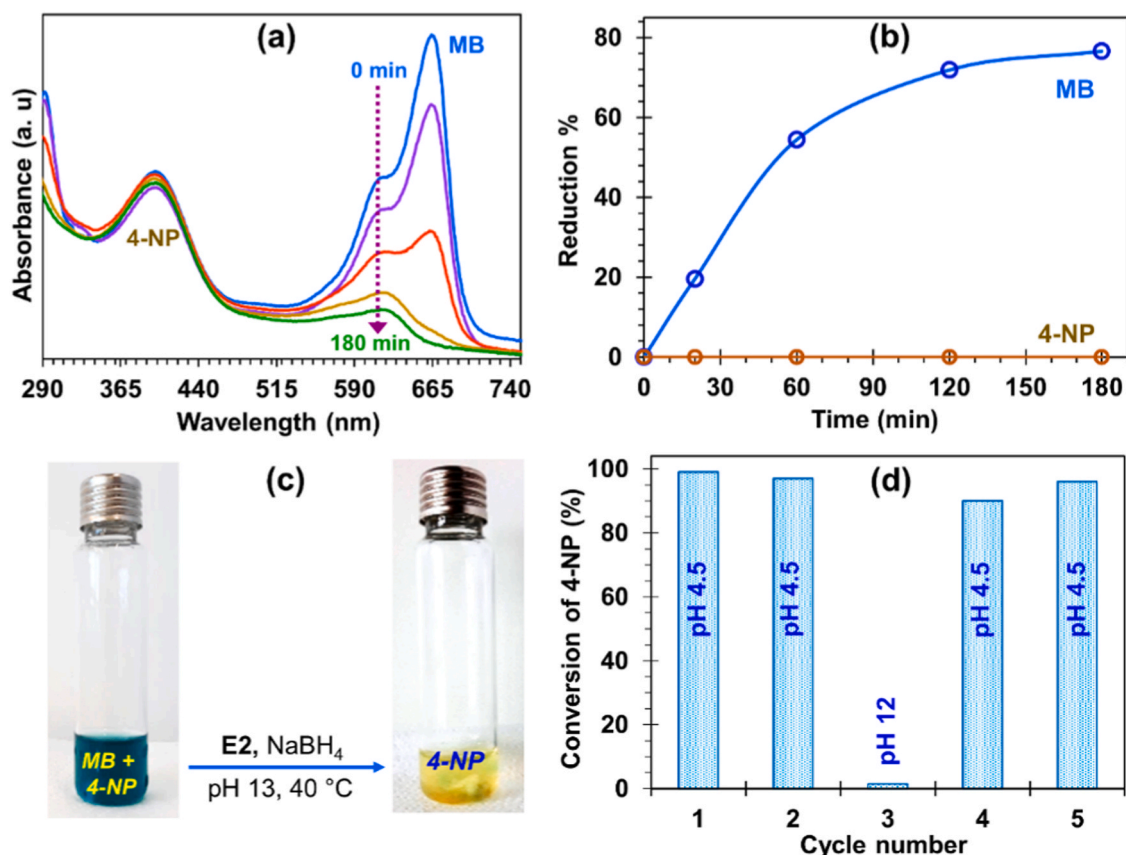 (a)
MB
0 min
4-NP
180 min
Absorbance (a. u)
290 365 440 515 590 665 740
Wavelength (nm)
(b)
80
60
40
20
0
MB
4-NP
Reduction %
0 30 60 90 120 150 180
Time (min)
(c)
MB +
4-NP
E2, NaBH₄
pH 13, 40 °C
4-NP
(d)
100
80
60
40
20
0
Conversion of 4-NP (%)
pH 4.5
pH 4.5
pH 12
pH 4.5
pH 4.5
1 2 3 4 5
Cycle number